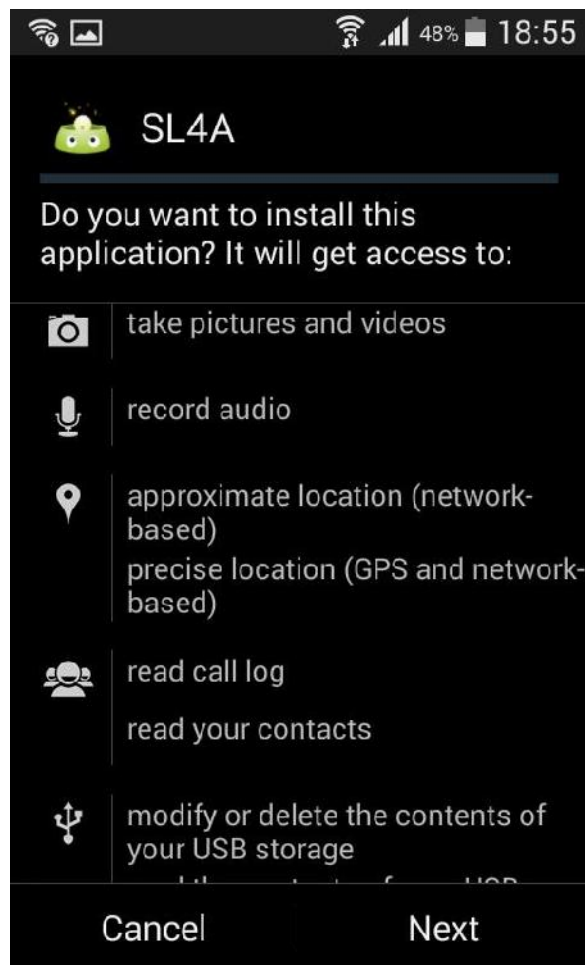 48% 18:55
SL4A
Do you want to install this
application? It will get access to:
take pictures and videos
record audio
approximate location (network-
based)
precise location (GPS and network-
based)
read call log
read your contacts
modify or delete the contents of
your USB storage
Cancel Next